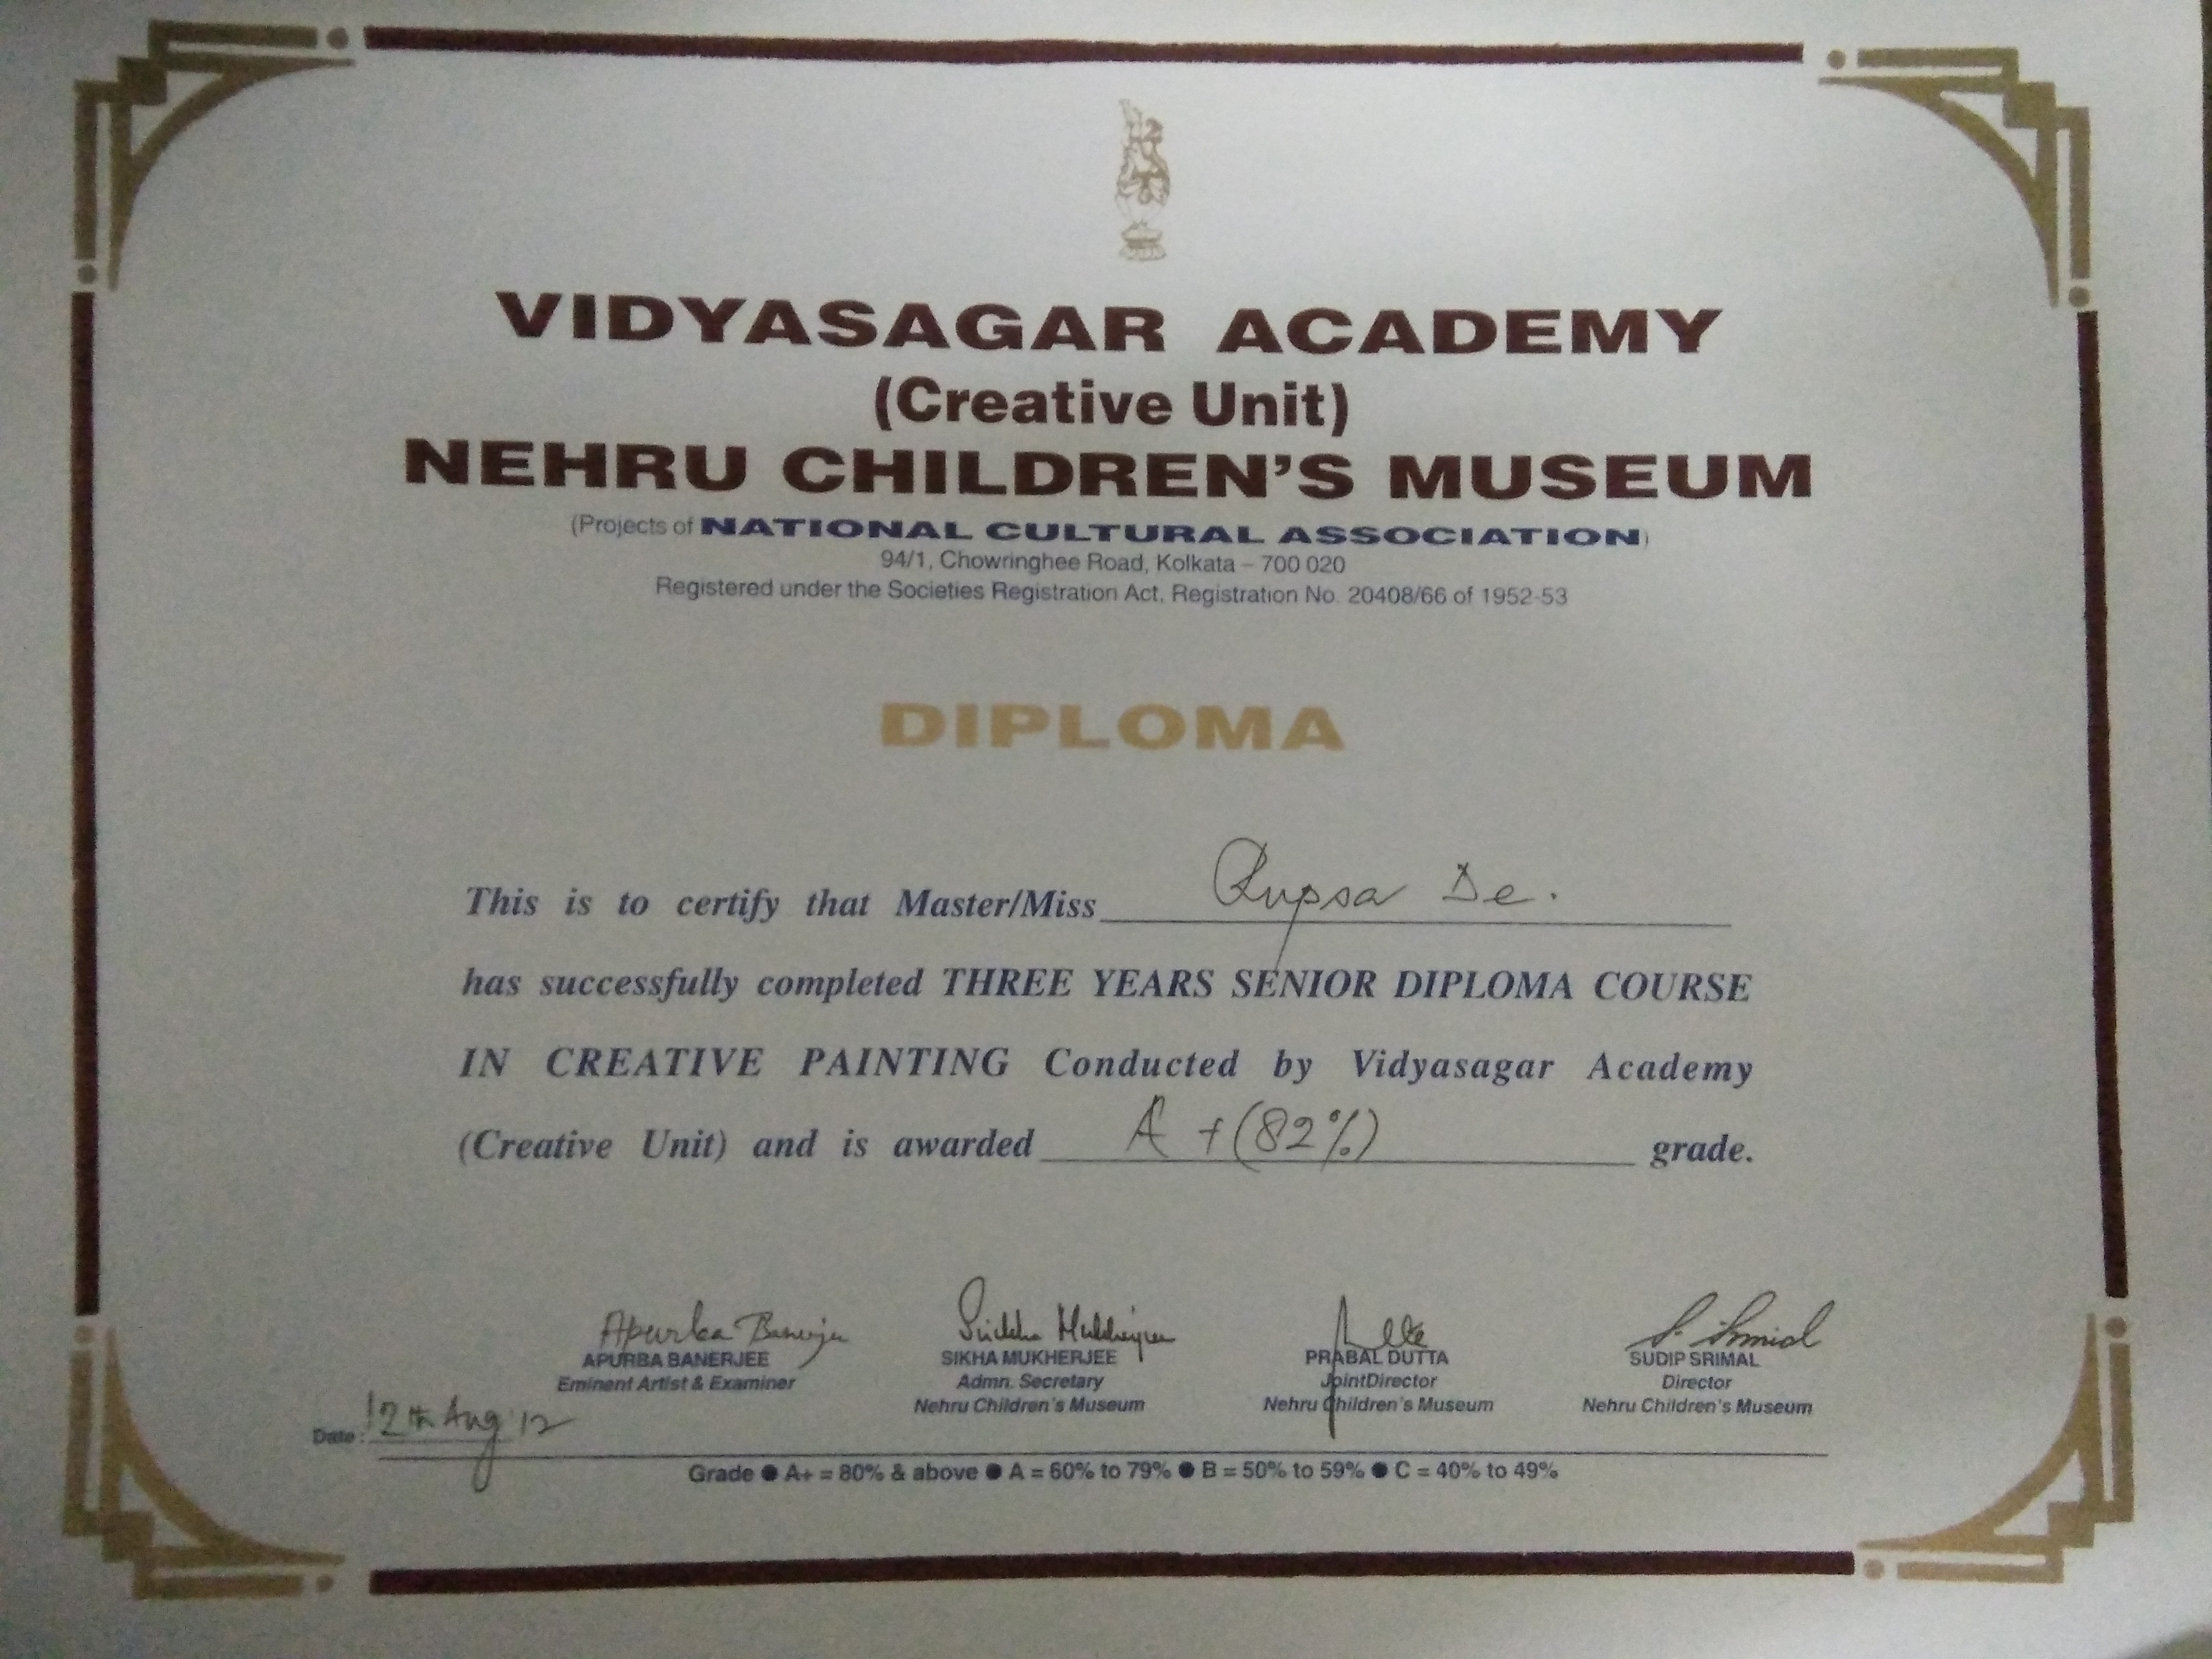 VIDYASAGAR ACADEMY
(Creative Unit)
NEHRU CHILDREN'S MUSEUM
(Projects of NATIONAL CULTURAL ASSOCIATION)
94/1, Chowringhee Road, Kolkata – 700 020
Registered under the Societies Registration Act, Registration No. 20408/66 of 1952-53
DIPLOMA
This is to certify that Master/Miss Rupsa De.
has successfully completed THREE YEARS SENIOR DIPLOMA COURSE
IN CREATIVE PAINTING Conducted by Vidyasagar Academy
(Creative Unit) and is awarded A+(82%) grade.
Apurba Banerjee Sikha Mukherjee
APURBA BANERJEE SIKHA MUKHERJEE PRABAL DUTTA SUDIP SRIMAL
Eminent Artist & Examiner Admn. Secretary JointDirector Director
Nehru Children's Museum Nehru Children's Museum Nehru Children's Museum
Date: 12th Aug '12
Grade ● A+ = 80% & above ● A = 60% to 79% ● B = 50% to 59% ● C = 40% to 49%